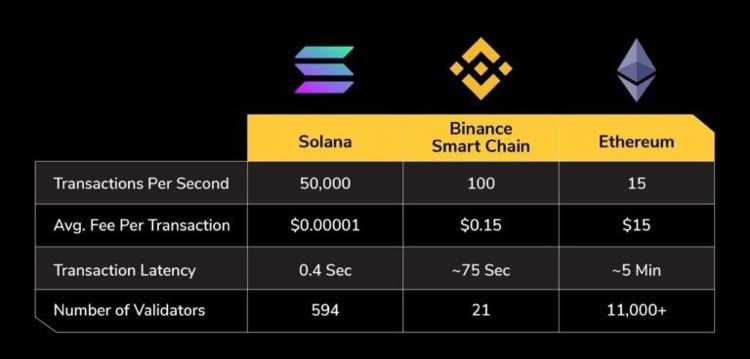 Solana
Binance
Smart Chain
Ethereum
Transactions Per Second 50,000 100 15
Avg. Fee Per Transaction $0.00001 $0.15 $15
Transaction Latency 0.4 Sec ~75 Sec ~5 Min
Number of Validators 594 21 11,000+